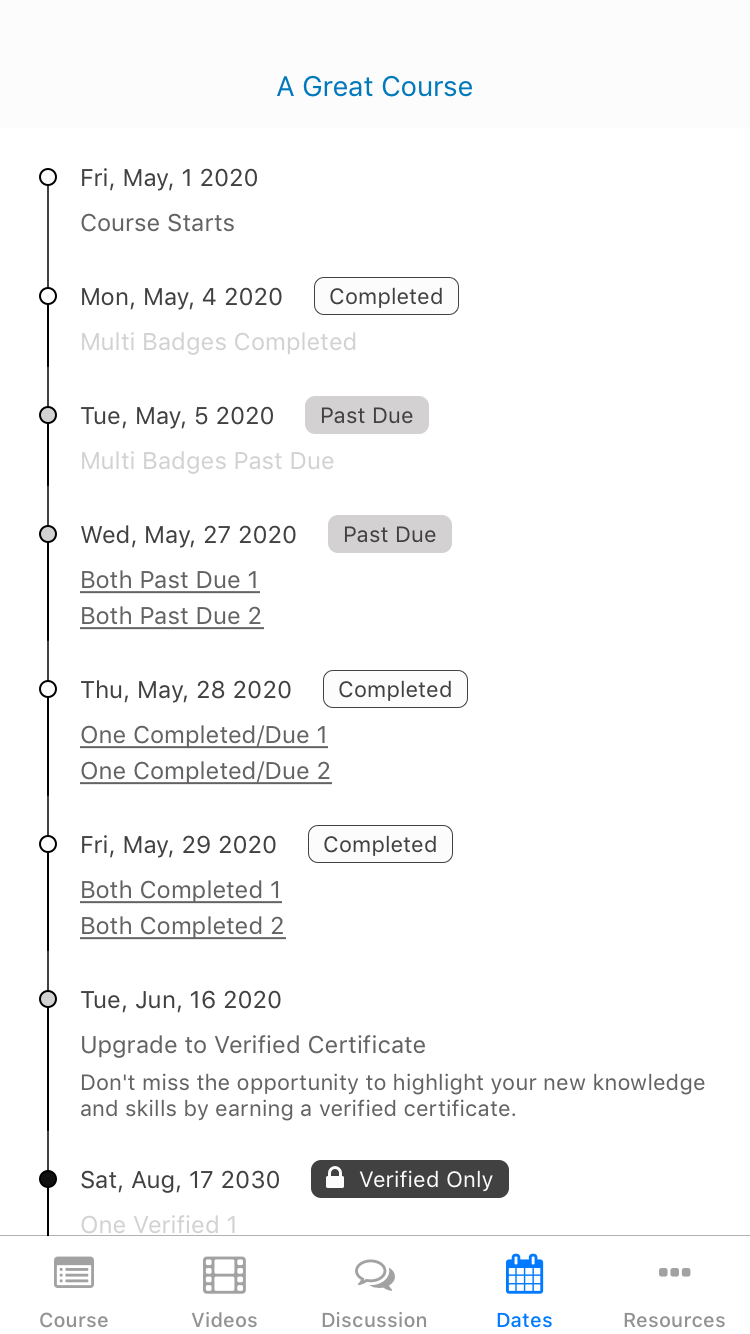 A Great Course
Fri, May, 1 2020
Course Starts
Mon, May, 4 2020 Completed
Multi Badges Completed
Tue, May, 5 2020 Past Due
Multi Badges Past Due
Wed, May, 27 2020 Past Due
Both Past Due 1
Both Past Due 2
Thu, May, 28 2020 Completed
One Completed/Due 1
One Completed/Due 2
Fri, May, 29 2020 Completed
Both Completed 1
Both Completed 2
Tue, Jun, 16 2020
Upgrade to Verified Certificate
Don't miss the opportunity to highlight your new knowledge
and skills by earning a verified certificate.
Sat, Aug, 17 2030 Verified Only
One Verified 1
Course Videos Discussion Dates Resources